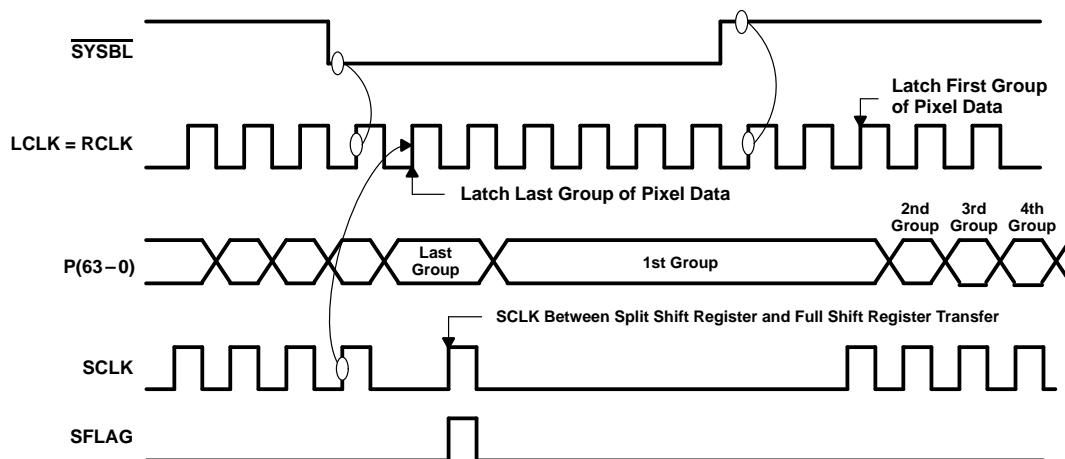 SYSBL
Latch First Group
of Pixel Data
LCLK = RCLK
Latch Last Group of Pixel Data
2nd
Group
3rd
Group
4th
Group
P(63–0)
Last
Group
1st Group
SCLK Between Split Shift Register and Full Shift Register Transfer
SCLK
SFLAG